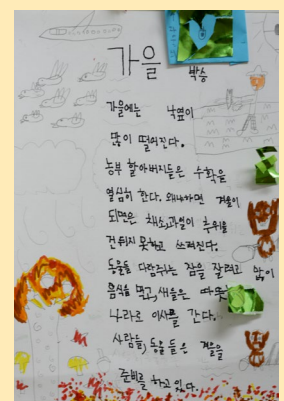 가을
박승
가을에는 낙옆이
많이 떨어진다.
농부 할아버지들은 수확을
열심히 한다. 왜냐하면 겨울이
되면은 채소,과일이 추위를
견뒤지 못하고 쓰러진다.
동물들 다람쥐는 잠을 잘려고 많이
음식을 먹고, 새들은 따뜻
나라로 이사를 간다.
사람들, 동물들은 겨울을
준비를 하고 있다.